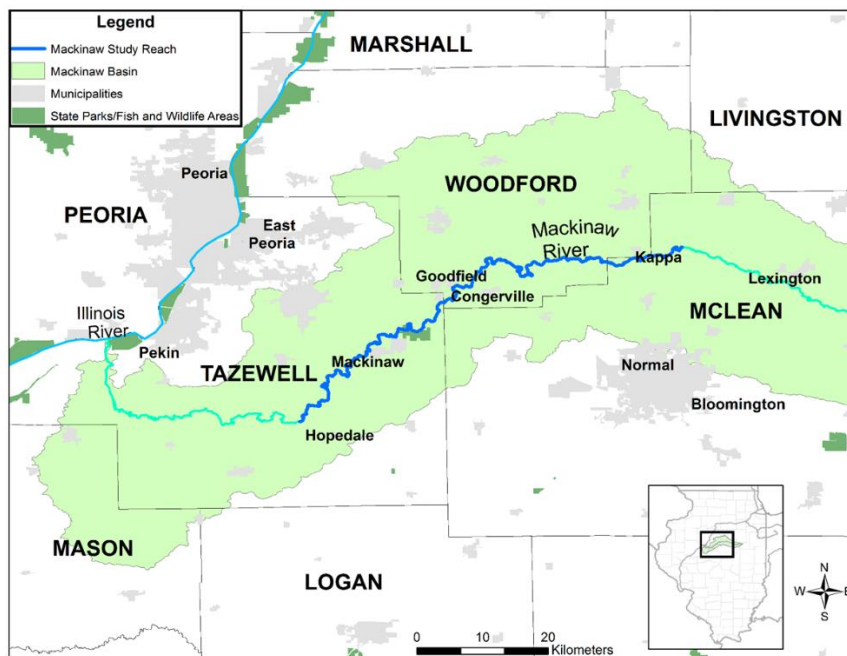 Legend
Mackinaw Study Reach
Mackinaw Basin
Municipalities
State Parks/Fish and Wildlife Areas
MARSHALL
LIVINGSTON
Peoria
WOODFORD
PEORIA
East
Peoria
Mackinaw
River
Kappa
Goodfield
Congerville
Lexington
Illinois
River
MCLEAN
Pekin
Mackinaw
Normal
TAZEWELL
Bloomington
Hopedale
MASON
LOGAN
N
W E
S
0 10 20
Kilometers